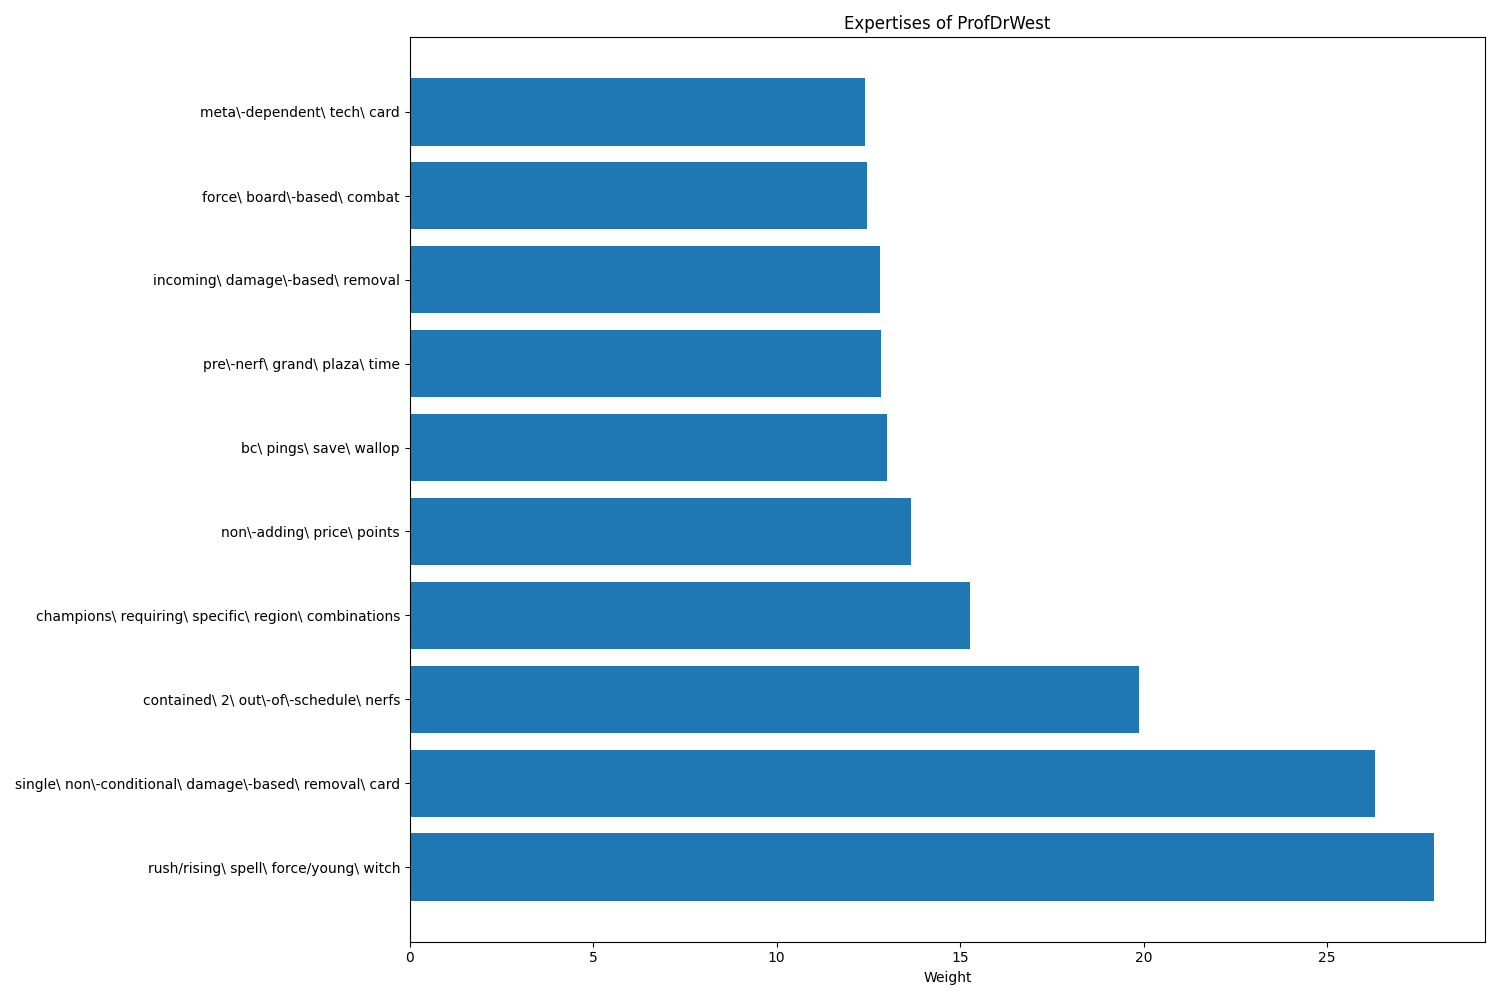 Expertises of ProfDrWest
meta\-dependent\ tech\ card
force\ board\-based\ combat
incoming\ damage\-based\ removal
pre\-nerf\ grand\ plaza\ time
bc\ pings\ save\ wallop
non\-adding\ price\ points
champions\ requiring\ specific\ region\ combinations
contained\ 2\ out\-of\-schedule\ nerfs
single\ non\-conditional\ damage\-based\ removal\ card
rush/rising\ spell\ force/young\ witch
0 5 10 15 20 25
Weight